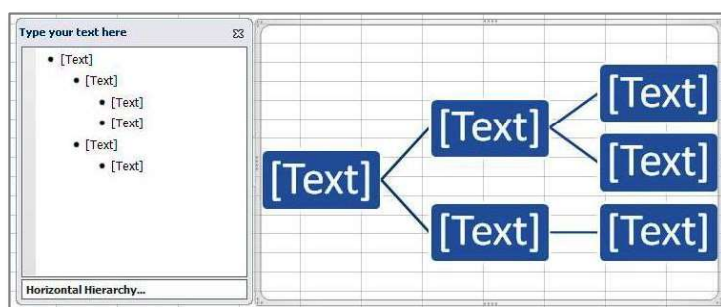 Type your text here
• [Text]
• [Text]
• [Text]
• [Text]
• [Text]
• [Text]
Horizontal Hierarchy...
[Text]
[Text]
[Text]
[Text]
[Text]
[Text]